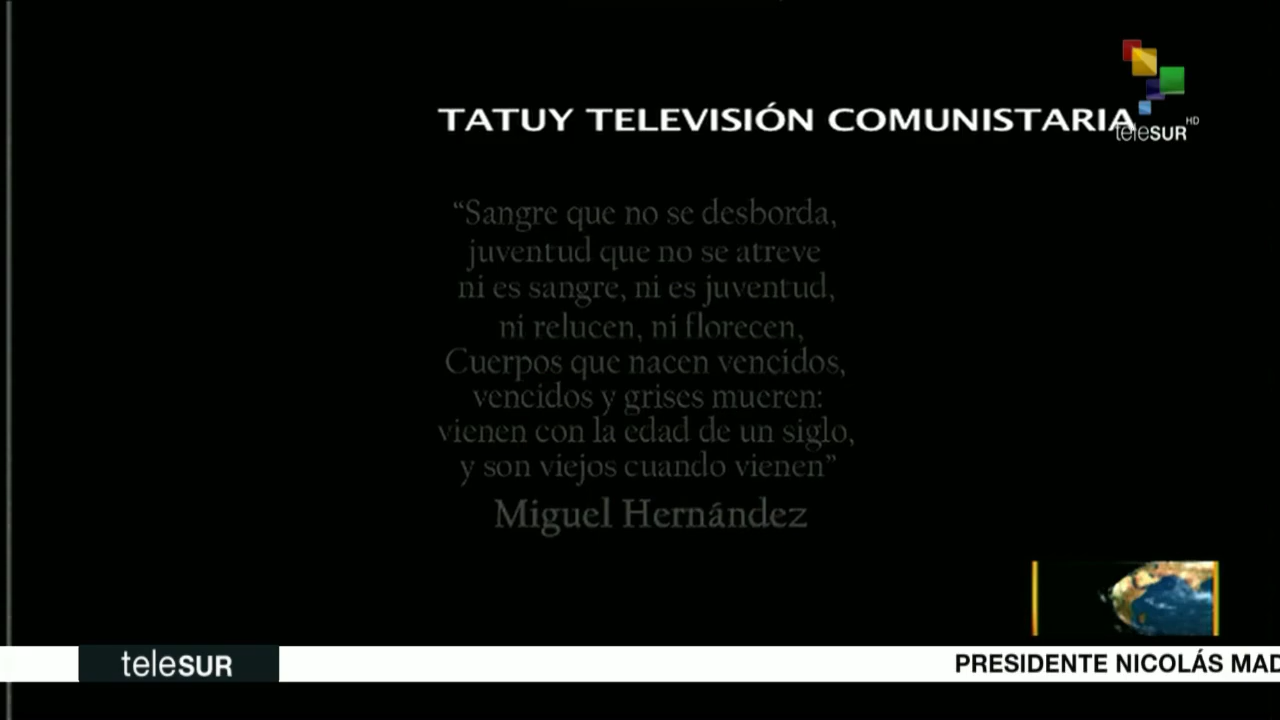 TATUY TELEVISIÓN COMUNISTARIA
teleSUR HD
“Sangre que no se desborda,
juventud que no se atreve
ni es sangre, ni es juventud,
ni relucen, ni florecen,
Cuerpos que nacen vencidos,
vencidos y grises mueren:
vienen con la edad de un siglo,
y son viejos cuando vienen”
Miguel Hernández
teleSUR
PRESIDENTE NICOLÁS MAD